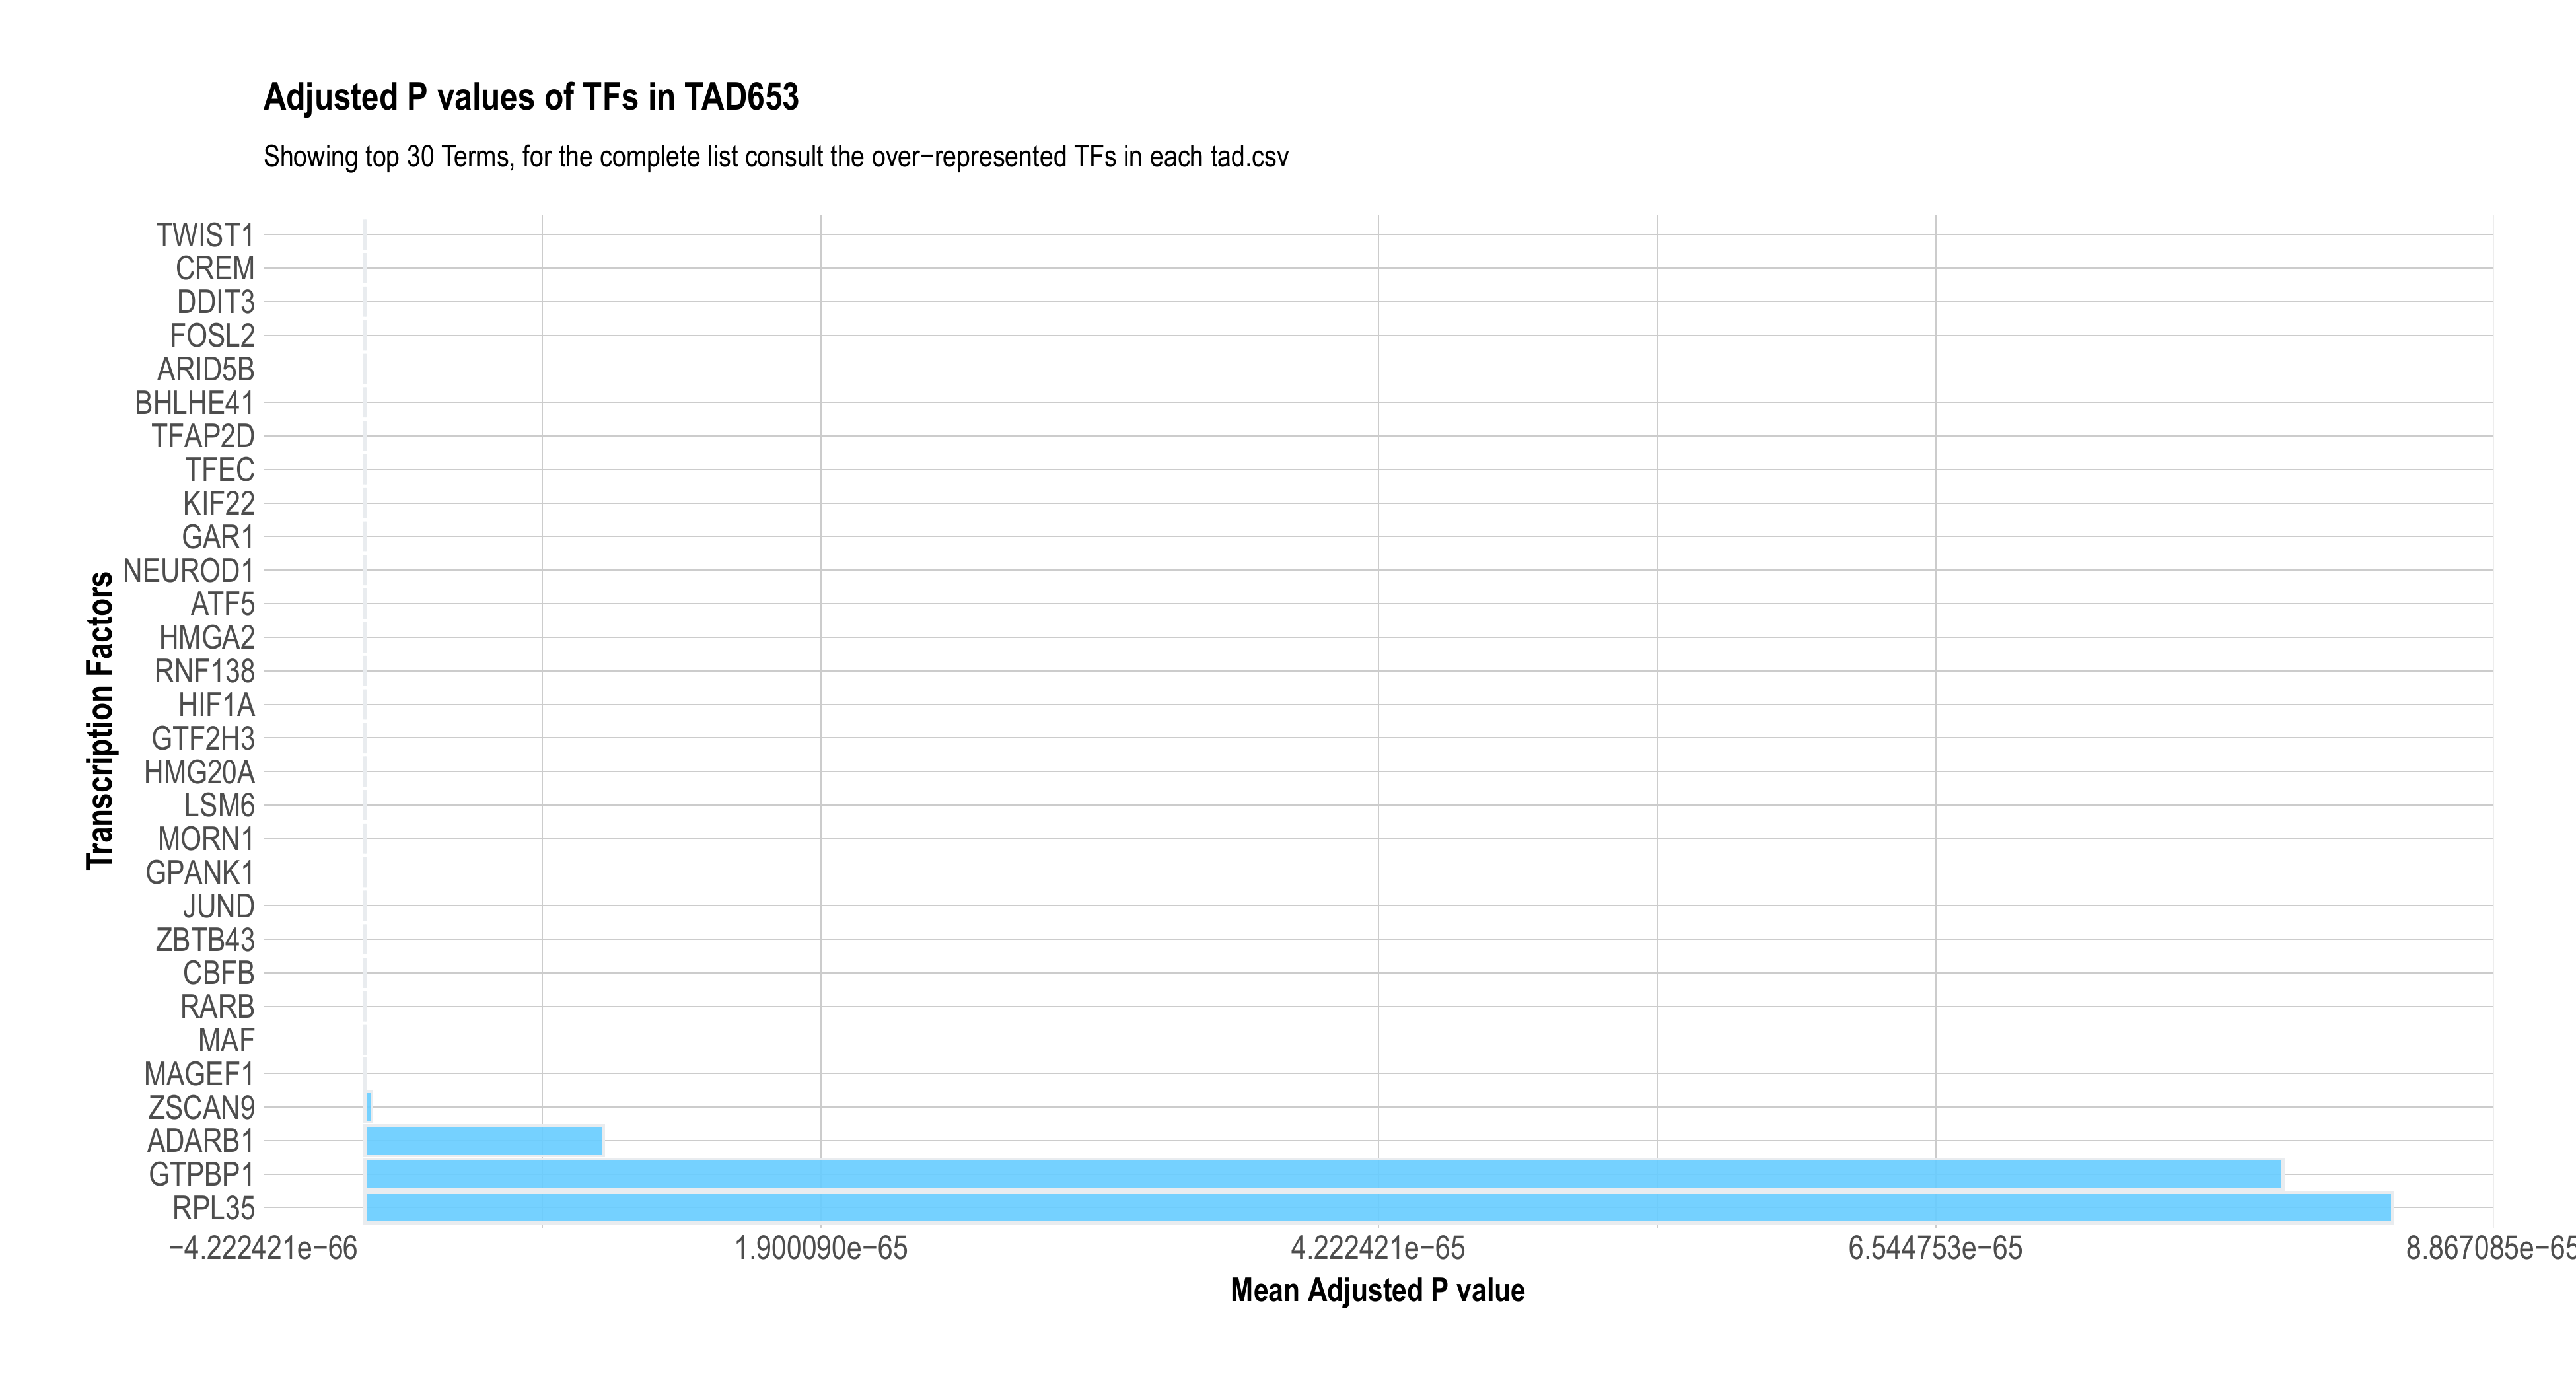 Adjusted P values of TFs in TAD653
Showing top 30 Terms, for the complete list consult the over−represented TFs in each tad.csv
Transcription Factors
TWIST1
CREM
DDIT3
FOSL2
ARID5B
BHLHE41
TFAP2D
TFEC
KIF22
GAR1
NEUROD1
ATF5
HMGA2
RNF138
HIF1A
GTF2H3
HMG20A
LSM6
MORN1
GPANK1
JUND
ZBTB43
CBFB
RARB
MAF
MAGEF1
ZSCAN9
ADARB1
GTPBP1
RPL35
−4.222421e−66 1.900090e−65 4.222421e−65 6.544753e−65 8.867085e−65
Mean Adjusted P value